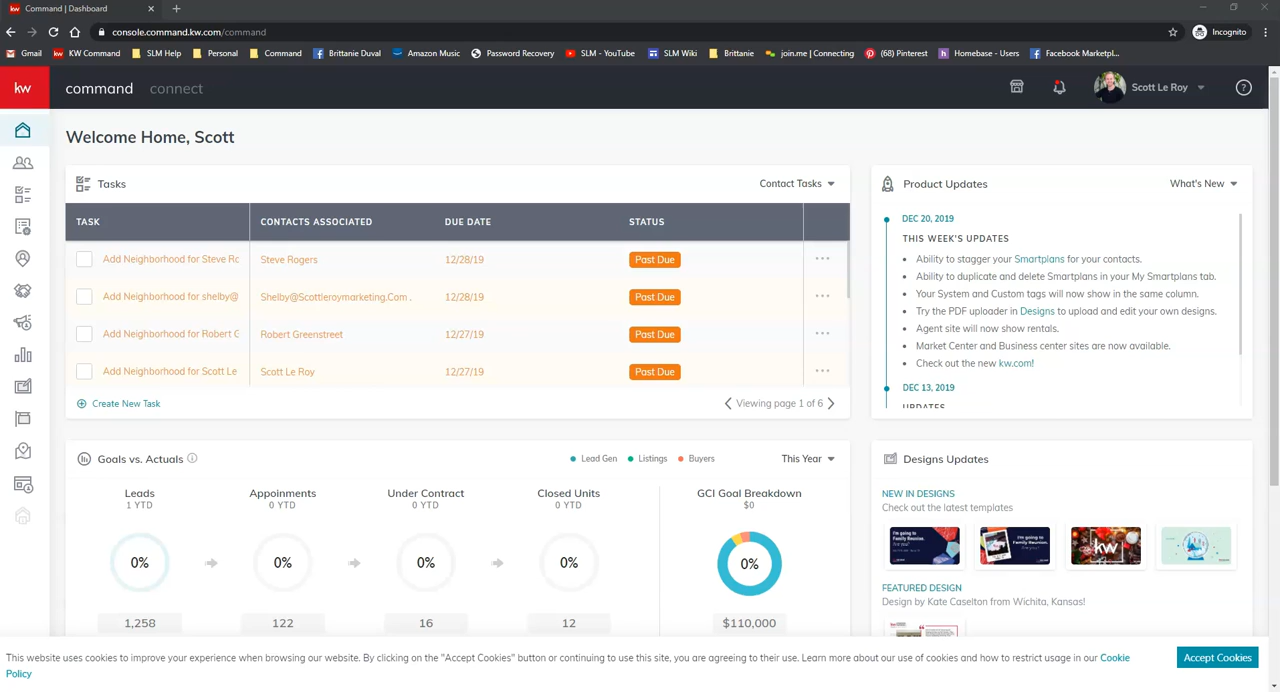 Command | Dashboard
console.command.kw.com/command
Incognito
Gmail KW Command SLM Help Personal Command Brittanie Duval Amazon Music Password Recovery SLM - YouTube SLM Wiki Brittanie join.me | Connecting (68) Pinterest Homebase - Users Facebook Marketpl...
kw command connect Scott Le Roy ?
Welcome Home, Scott
Tasks
Contact Tasks
TASK CONTACTS ASSOCIATED DUE DATE STATUS
Add Neighborhood for Steve Ro Steve Rogers 12/28/19 Past Due
Add Neighborhood for shelby@ Shelby@Scottieroymarketing,Com . 12/28/19 Past Due
Add Neighborhood for Robert G Robert Greenstreet 12/27/19 Past Due
Add Neighborhood for Scott Le Scott Le Roy 12/27/19 Past Due
Create New Task
Viewing page 1 of 6
Product Updates
What's New
DEC 20, 2019
THIS WEEK'S UPDATES
Ability to stagger your Smartplans for your contacts.
Ability to duplicate and delete Smartplans in your My Smartplans tab.
Your System and Custom tags will now show in the same column.
Try the PDF uploader in Designs to upload and edit your own designs.
Agent site will now show rentals.
Market Center and Business center sites are now available.
Check out the new kw.com!
DEC 13, 2019
UPDATES
Goals vs. Actuals
Lead Gen Listings Buyers
This Year
Leads Appoinments Under Contract Closed Units GCI Goal Breakdown
1 YTD 0 YTD 0 YTD 0 YTD $0
0% 0% 0% 0% 0%
1,258 122 16 12 $110,000
Designs Updates
NEW IN DESIGNS
Check out the latest templates
I'm going to Family Reunion.
I'm going to Family Reunion.
kw
FEATURED DESIGN
Design by Kate Caselton from Wichita, Kansas!
This website uses cookies to improve your experience when browsing our website. By clicking on the "Accept Cookies" button or continuing to use this site, you are agreeing to their use. Learn more about our use of cookies and how to restrict usage in our Cookie
Policy
Accept Cookies